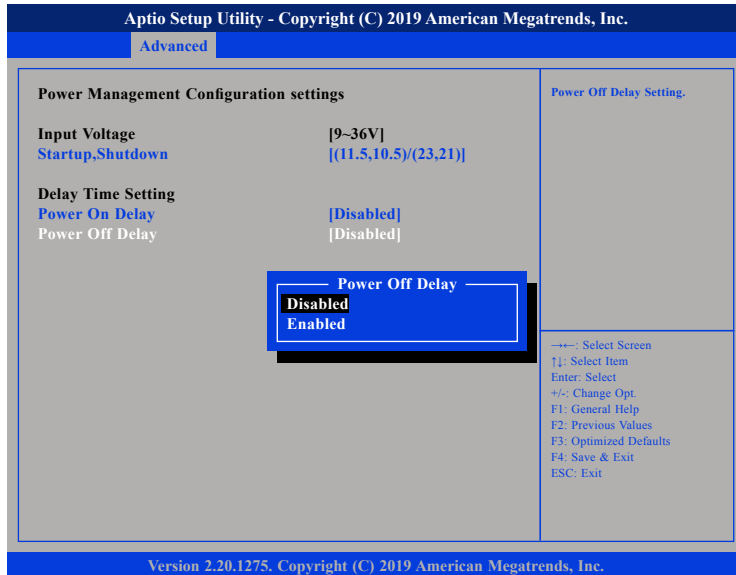 Aptio Setup Utility - Copyright (C) 2019 American Megatrends, Inc.
Advanced
Power Management Configuration settings
Input Voltage [9~36V]
Startup,Shutdown [(11.5,10.5)/(23,21)]
Delay Time Setting
Power On Delay [Disabled]
Power Off Delay [Disabled]
Power Off Delay
Disabled
Enabled
Power Off Delay Setting.
→←: Select Screen
↑↓: Select Item
Enter: Select
+/-: Change Opt.
F1: General Help
F2: Previous Values
F3: Optimized Defaults
F4: Save & Exit
ESC: Exit
Version 2.20.1275. Copyright (C) 2019 American Megatrends, Inc.